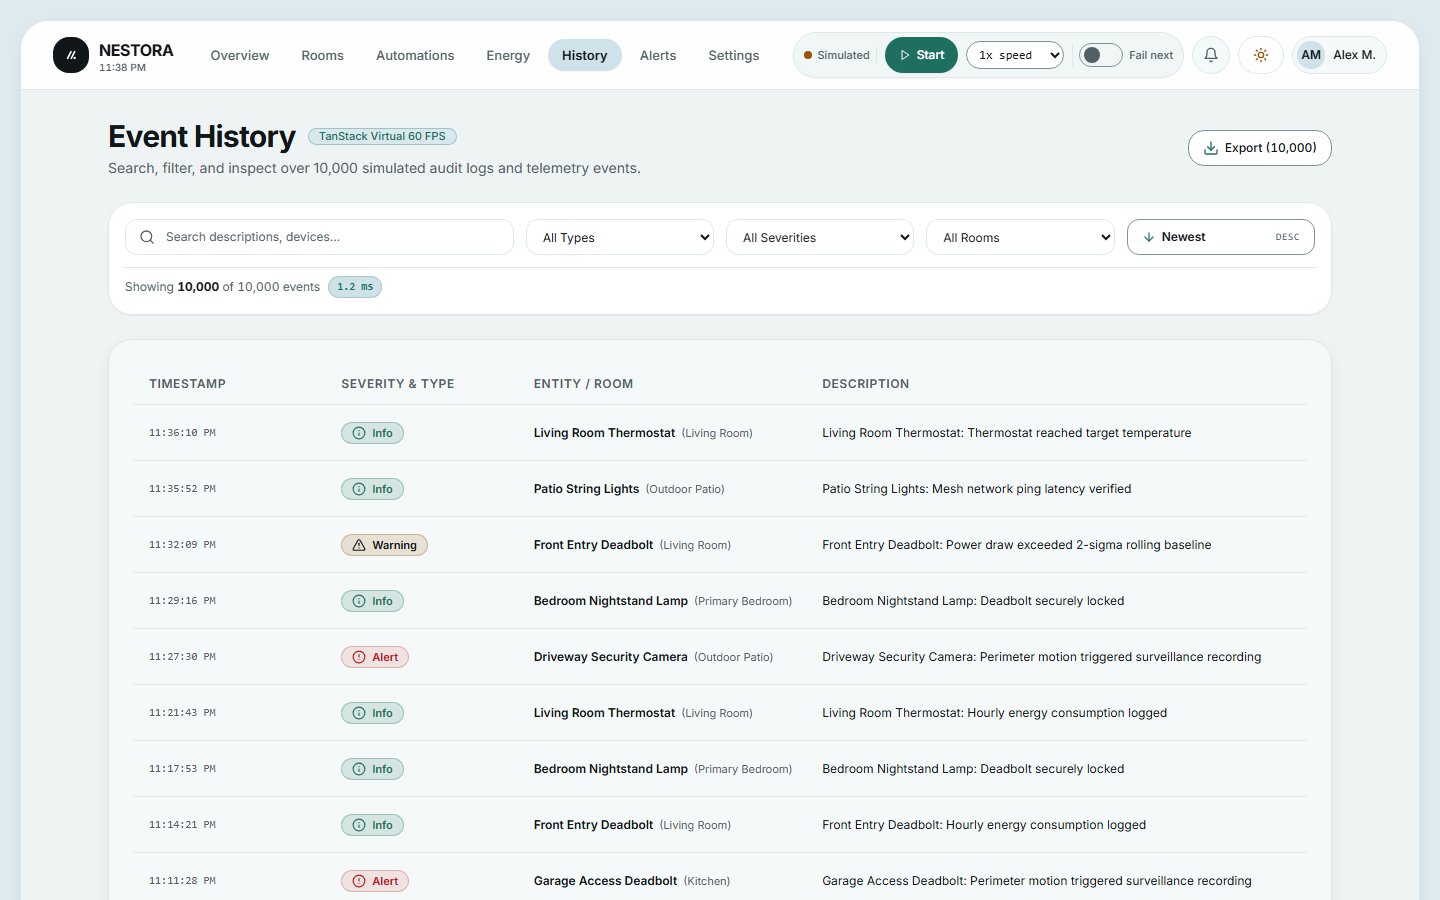 NESTORA
11:38 PM
Overview
Rooms
Automations
Energy
History
Alerts
Settings
Simulated
Start
1x speed
Fail next
AM
Alex M.
Event History
TanStack Virtual 60 FPS
Search, filter, and inspect over 10,000 simulated audit logs and telemetry events.
Export (10,000)
Search descriptions, devices...
All Types
All Severities
All Rooms
Newest
DESC
Showing 10,000 of 10,000 events
1.2 ms
TIMESTAMP SEVERITY & TYPE ENTITY / ROOM DESCRIPTION
11:36:10 PM Info Living Room Thermostat (Living Room) Living Room Thermostat: Thermostat reached target temperature
11:35:52 PM Info Patio String Lights (Outdoor Patio) Patio String Lights: Mesh network ping latency verified
11:32:09 PM Warning Front Entry Deadbolt (Living Room) Front Entry Deadbolt: Power draw exceeded 2-sigma rolling baseline
11:29:16 PM Info Bedroom Nightstand Lamp (Primary Bedroom) Bedroom Nightstand Lamp: Deadbolt securely locked
11:27:30 PM Alert Driveway Security Camera (Outdoor Patio) Driveway Security Camera: Perimeter motion triggered surveillance recording
11:21:43 PM Info Living Room Thermostat (Living Room) Living Room Thermostat: Hourly energy consumption logged
11:17:53 PM Info Bedroom Nightstand Lamp (Primary Bedroom) Bedroom Nightstand Lamp: Deadbolt securely locked
11:14:21 PM Info Front Entry Deadbolt (Living Room) Front Entry Deadbolt: Hourly energy consumption logged
11:11:28 PM Alert Garage Access Deadbolt (Kitchen) Garage Access Deadbolt: Perimeter motion triggered surveillance recording